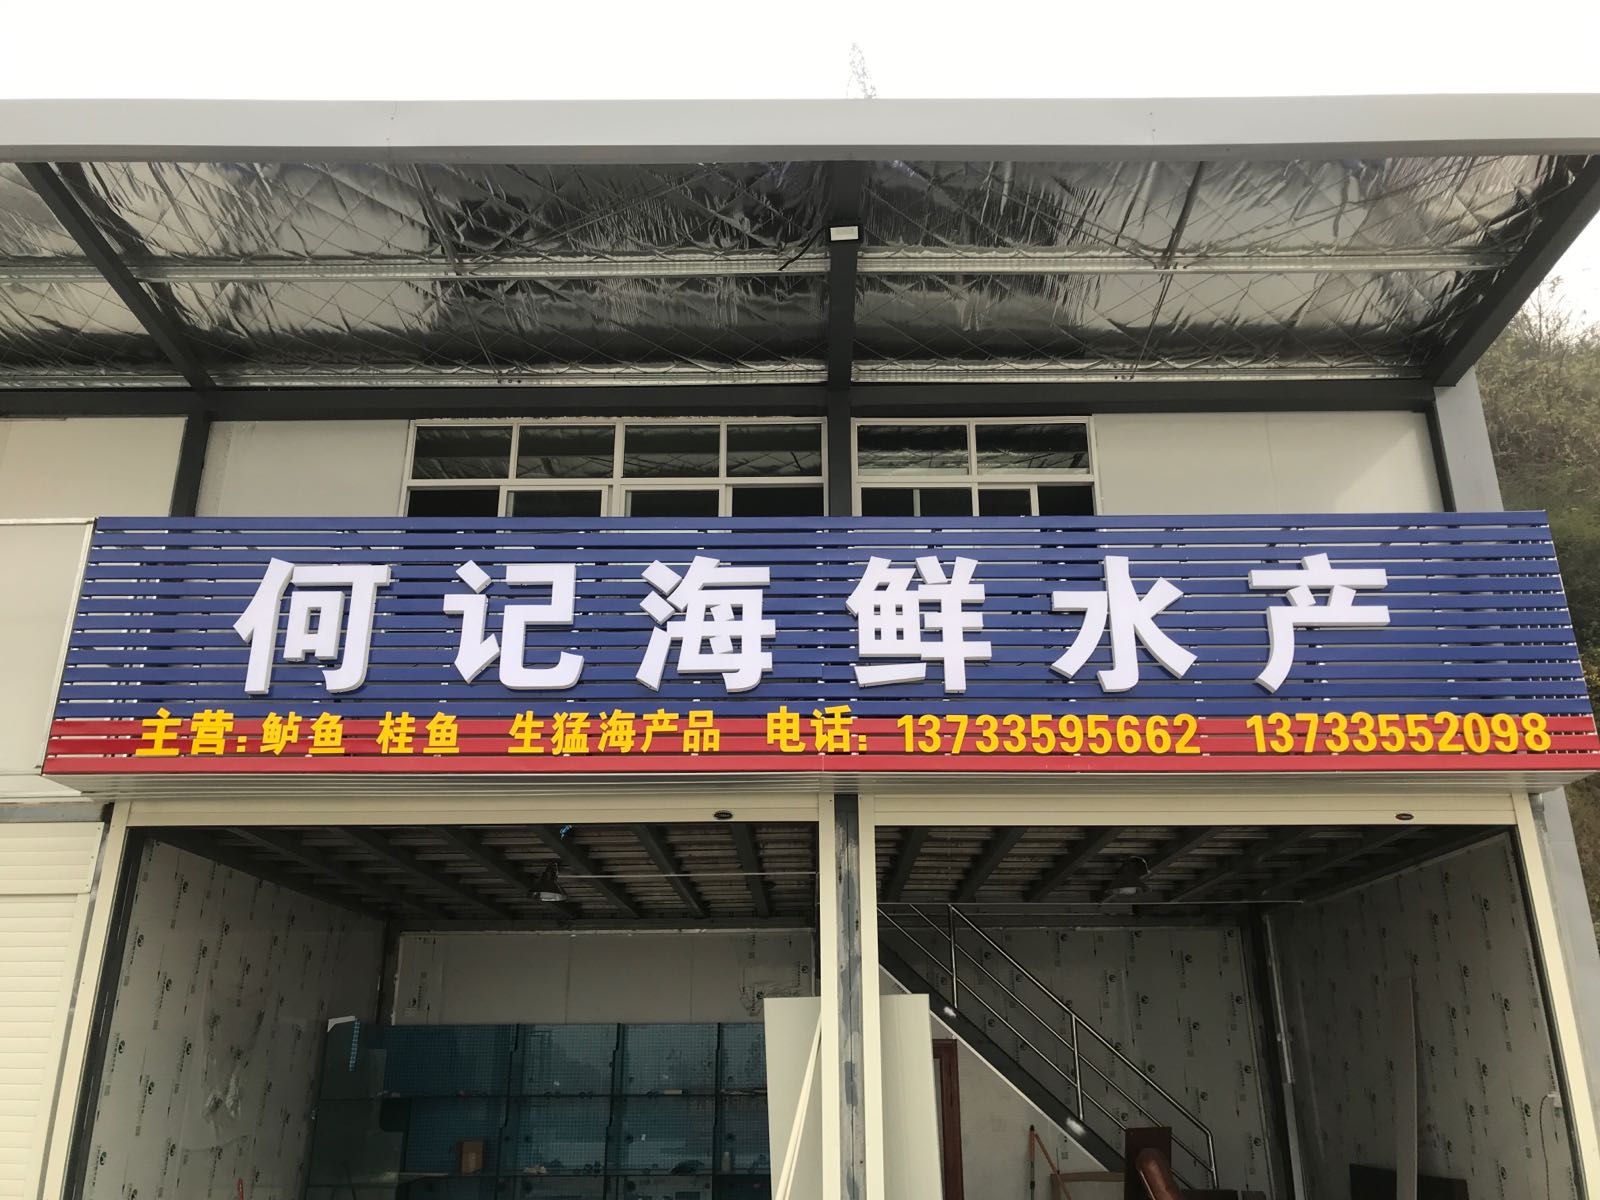 何记海鲜水产
主营:鲈鱼 桂鱼 生猛海产品 电话:13733595662 13733552098